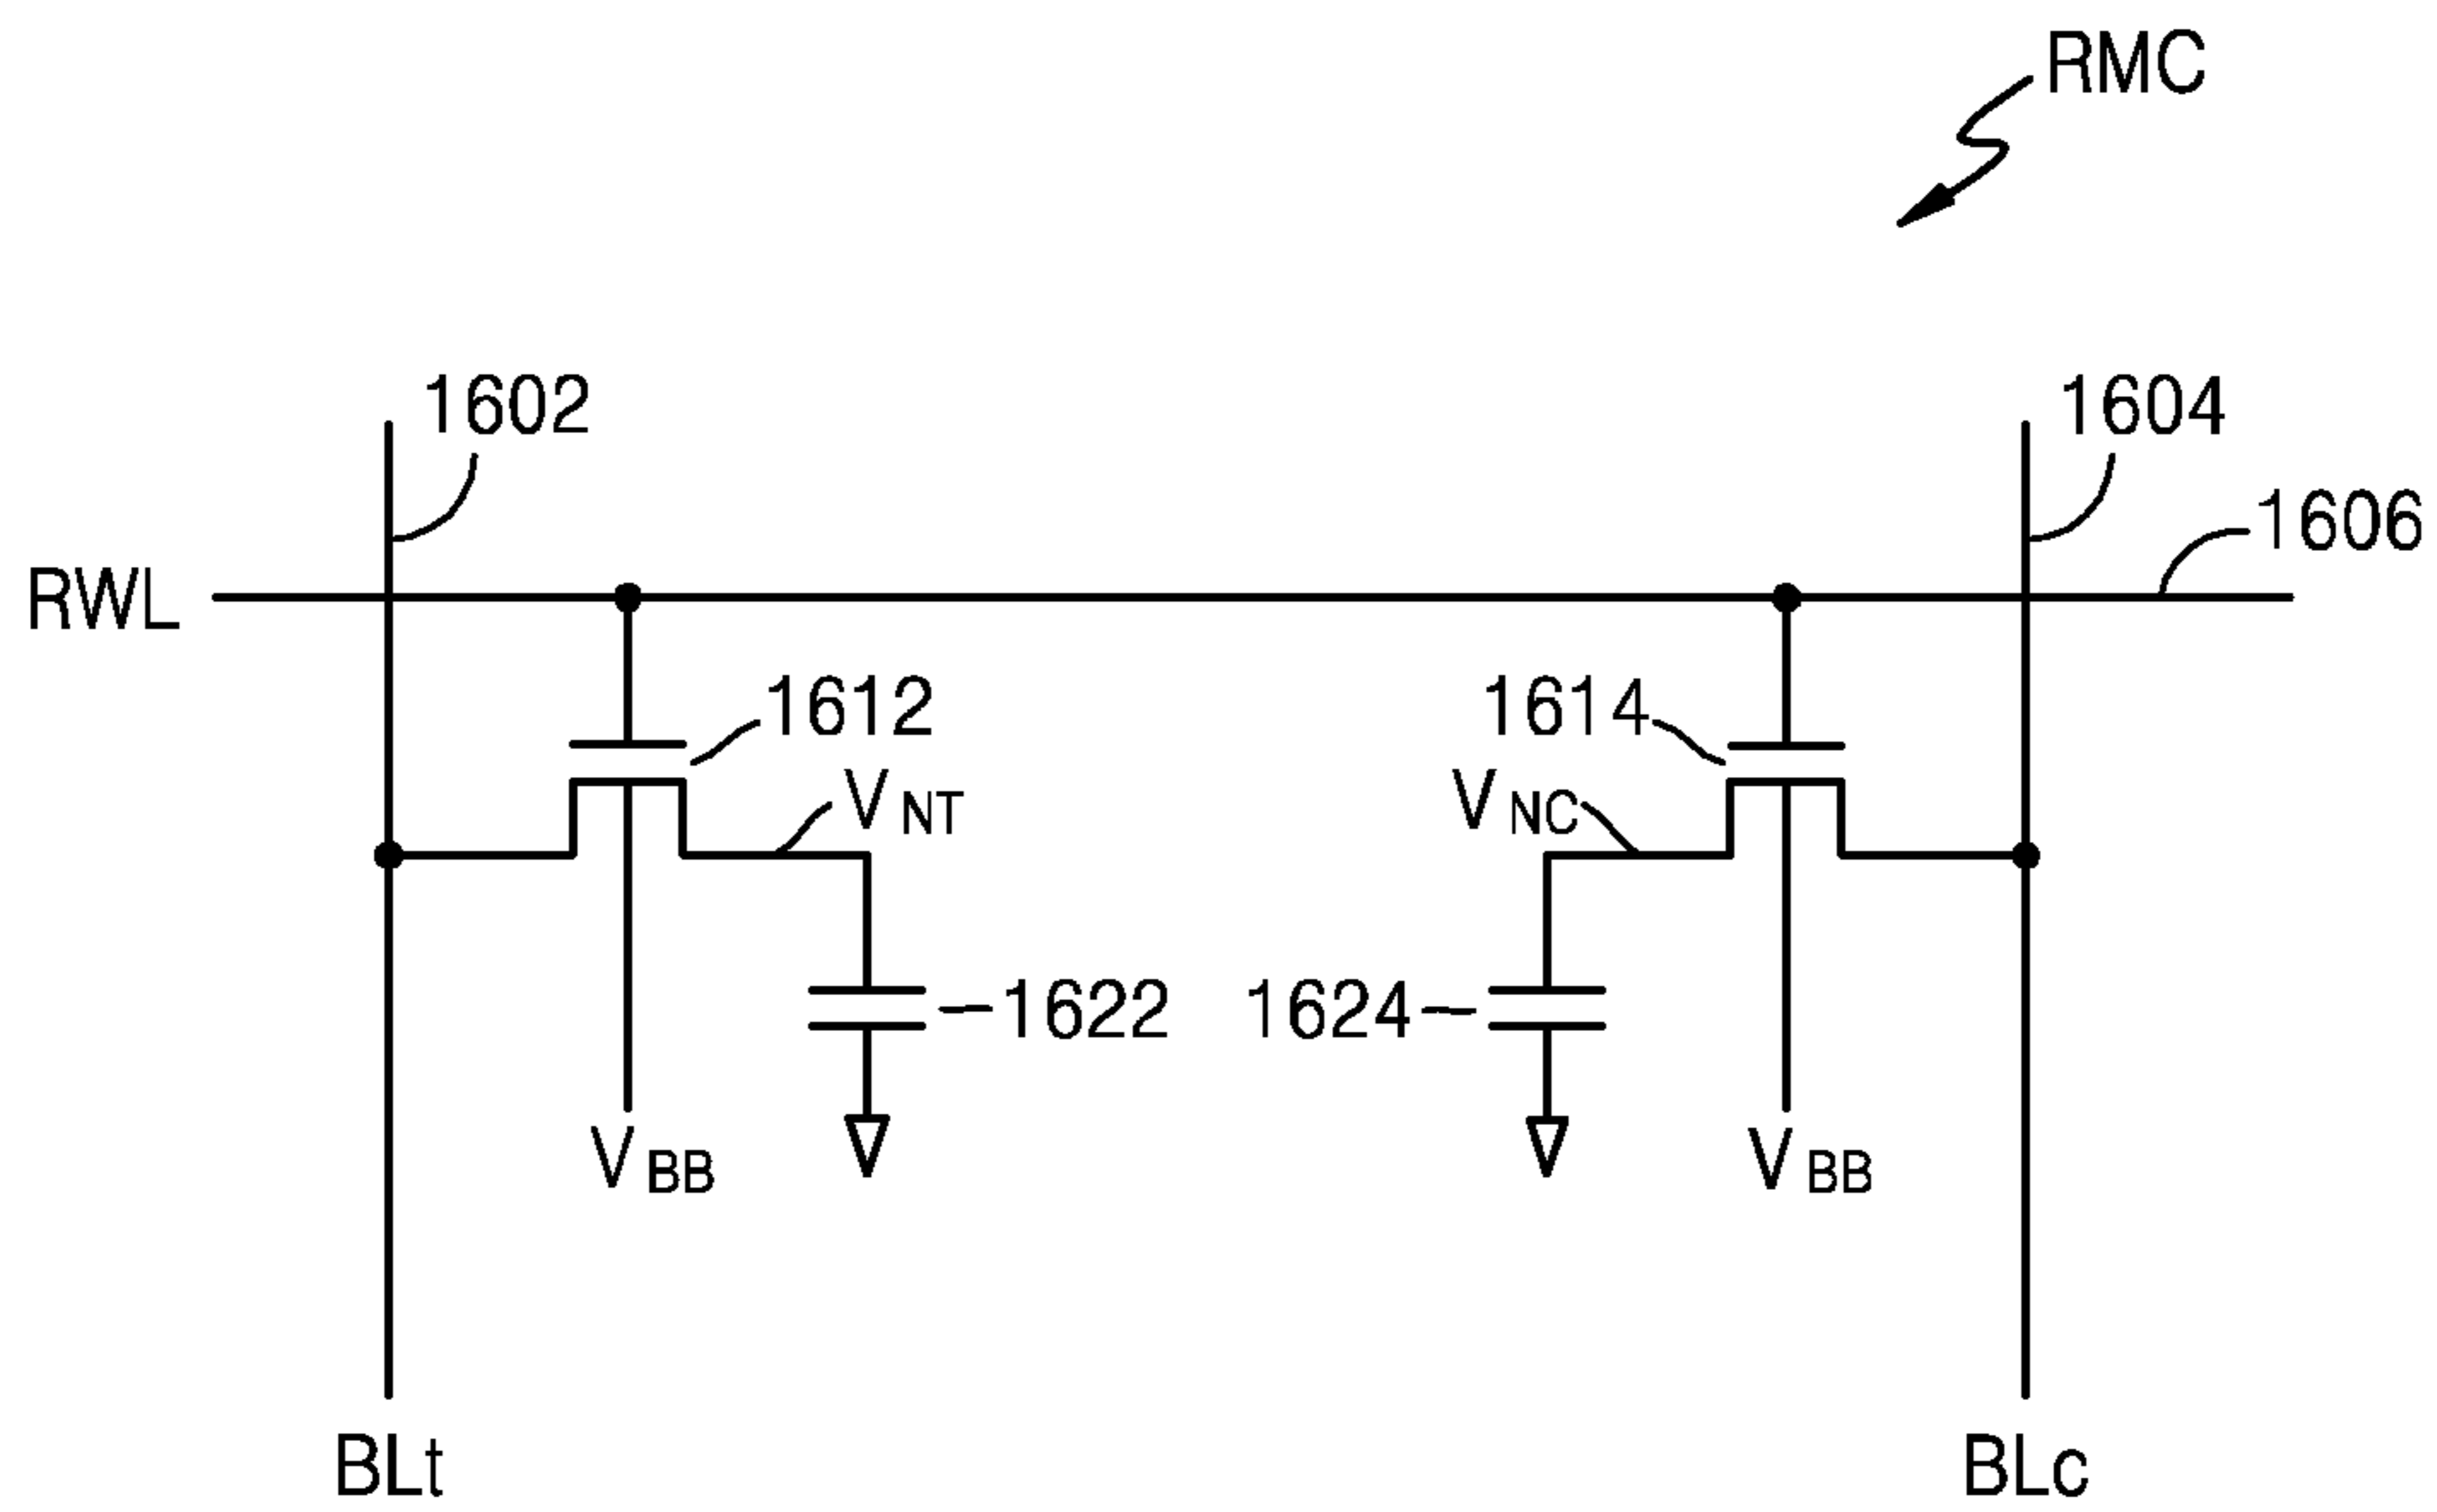 RMC
1602
1604
1606
RWL
1612
1614
VNT
VNC
1622
1624
VBB
VBB
BLt
BLc